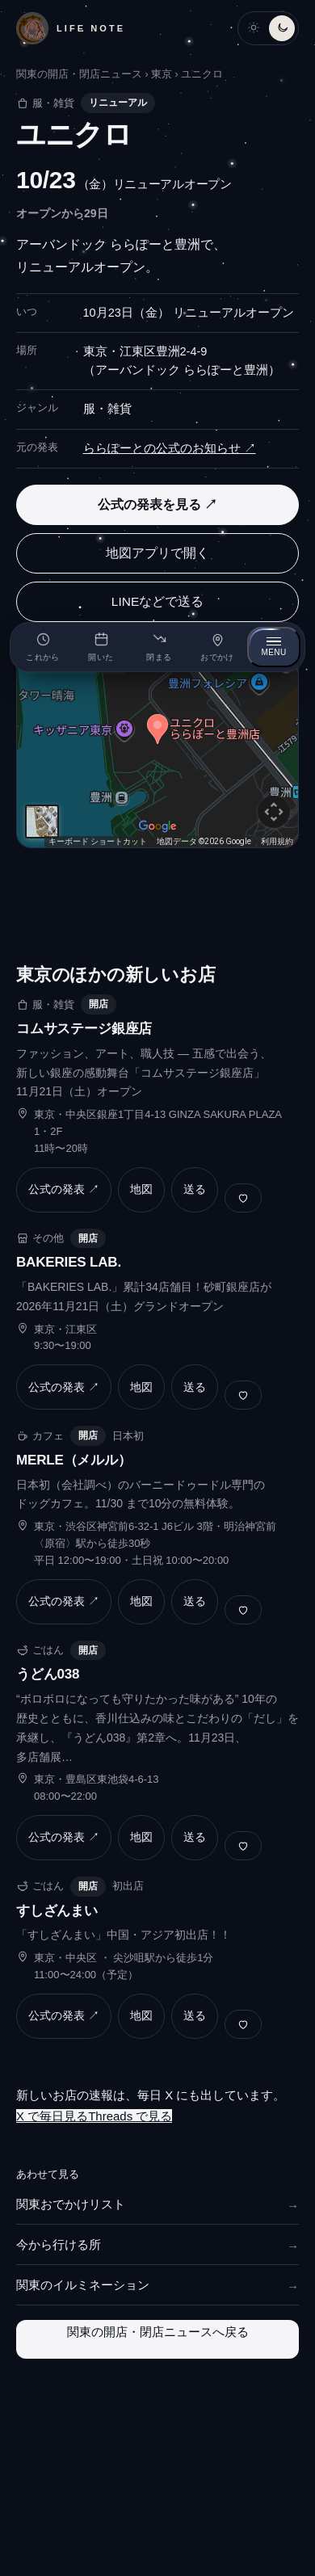 LIFE NOTE
関東の開店・閉店ニュース › 東京 › ユニクロ
服・雑貨 リニューアル
ユニクロ
10/23（金）リニューアルオープン
オープンから29日
アーバンドック ららぽーと豊洲で、
リニューアルオープン。
いつ 10月23日（金） リニューアルオープン
場所 東京・江東区豊洲2-4-9
（アーバンドック ららぽーと豊洲）
ジャンル 服・雑貨
元の発表 ららぽーとの公式のお知らせ ↗
公式の発表を見る ↗
地図アプリで開く
LINEなどで送る
これから 開いた 閉まる おでかけ MENU
タワー晴海
豊洲フォレシア
キッザニア東京
ユニクロ
ららぽーと豊洲店
豊洲
豊洲
Google
キーボード ショートカット 地図データ ©2026 Google 利用規約
東京のほかの新しいお店
服・雑貨 開店
コムサステージ銀座店
ファッション、アート、職人技 — 五感で出会う、
新しい銀座の感動舞台「コムサステージ銀座店」
11月21日（土）オープン
東京・中央区銀座1丁目4-13 GINZA SAKURA PLAZA
1・2F
11時〜20時
公式の発表 ↗ 地図 送る
その他 開店
BAKERIES LAB.
「BAKERIES LAB.」累計34店舗目！砂町銀座店が
2026年11月21日（土）グランドオープン
東京・江東区
9:30〜19:00
公式の発表 ↗ 地図 送る
カフェ 開店 日本初
MERLE（メルル）
日本初（会社調べ）のバーニードゥードル専門の
ドッグカフェ。11/30 まで10分の無料体験。
東京・渋谷区神宮前6-32-1 J6ビル 3階・明治神宮前
〈原宿〉駅から徒歩30秒
平日 12:00〜19:00・土日祝 10:00〜20:00
公式の発表 ↗ 地図 送る
ごはん 開店
うどん038
“ボロボロになっても守りたかった味がある” 10年の
歴史とともに、香川仕込みの味とこだわりの「だし」を
承継し、『うどん038』第2章へ。11月23日、
多店舗展…
東京・豊島区東池袋4-6-13
08:00〜22:00
公式の発表 ↗ 地図 送る
ごはん 開店 初出店
すしざんまい
「すしざんまい」中国・アジア初出店！！
東京・中央区 ・ 尖沙咀駅から徒歩1分
11:00〜24:00（予定）
公式の発表 ↗ 地図 送る
新しいお店の速報は、毎日 X にも出しています。
X で毎日見るThreads で見る
あわせて見る
関東おでかけリスト →
今から行ける所 →
関東のイルミネーション →
関東の開店・閉店ニュースへ戻る